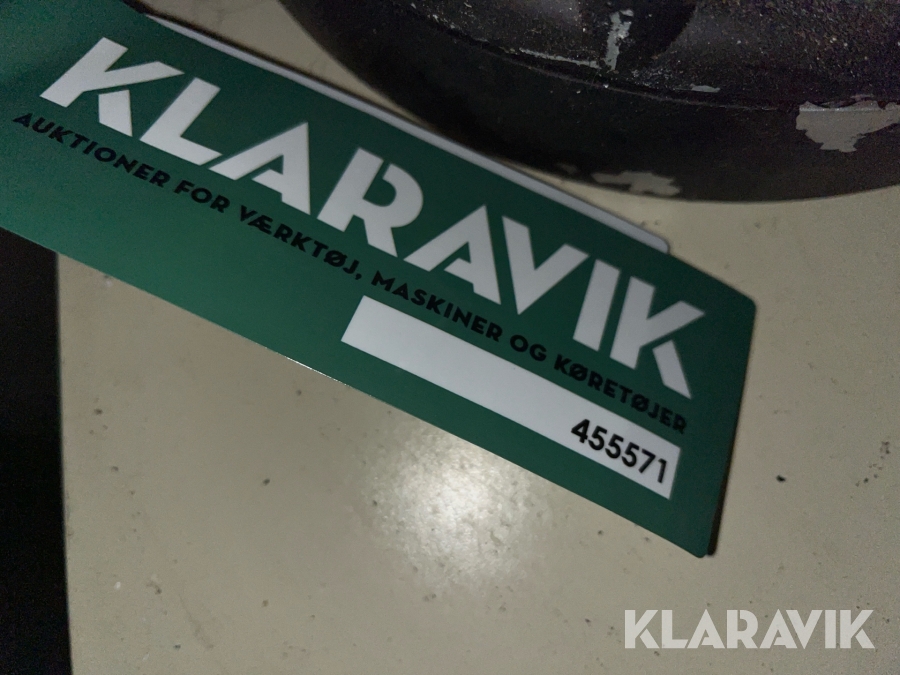 KLARAVIK
AUKTIONER FOR VÆRKTØJ, MASKINER OG KØRETØJER
455571
KLARAVIK